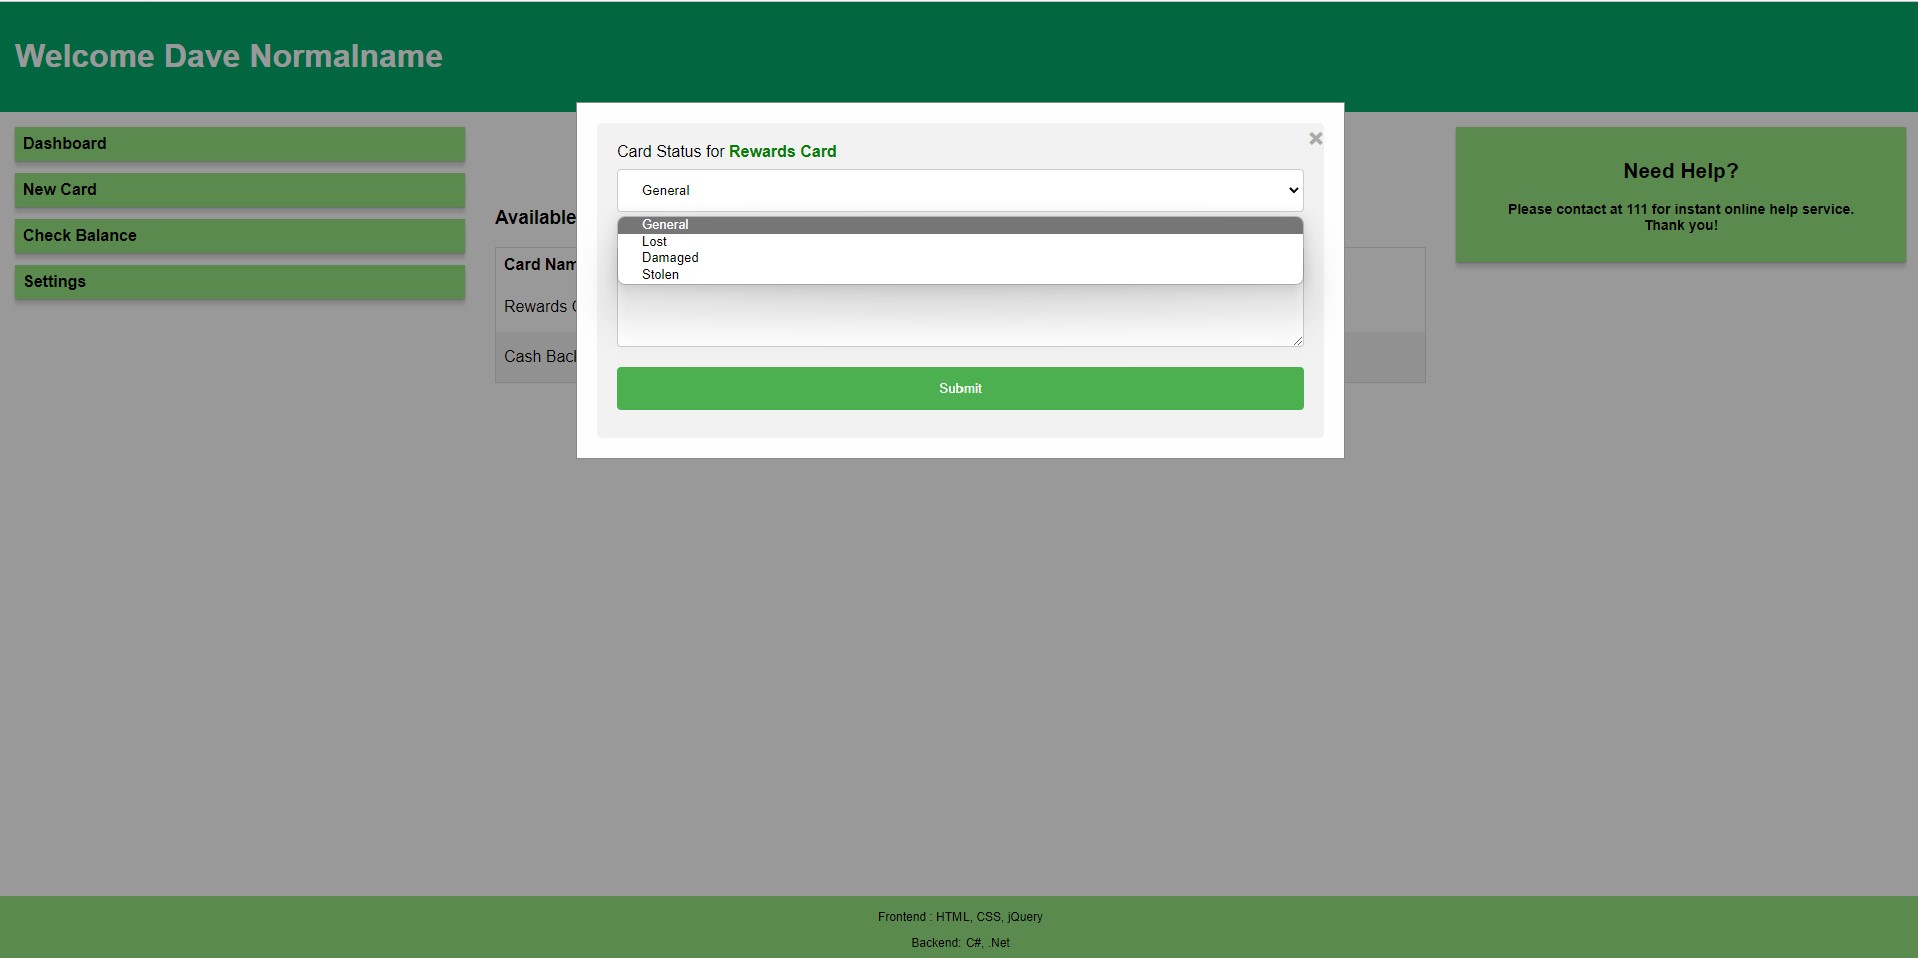 Welcome Dave Normalname
Dashboard
New Card
Check Balance
Settings
Available
Card Nam
Rewards
Cash Back
Card Status for Rewards Card
General
General
Lost
Damaged
Stolen
Submit
Need Help?
Please contact at 111 for instant online help service.
Thank you!
Frontend : HTML, CSS, jQuery
Backend: C#, .Net